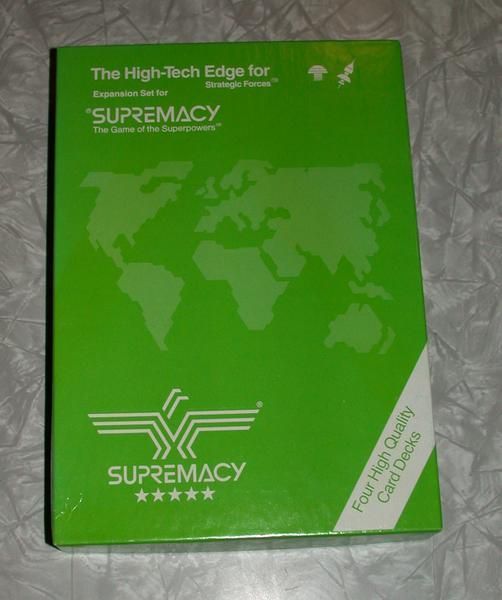 The High-Tech Edge for
Strategic Forces™
Expansion Set for
®SUPREMACY
The Game of the Superpowers™
®
SUPREMACY
Four High Quality
Card Decks